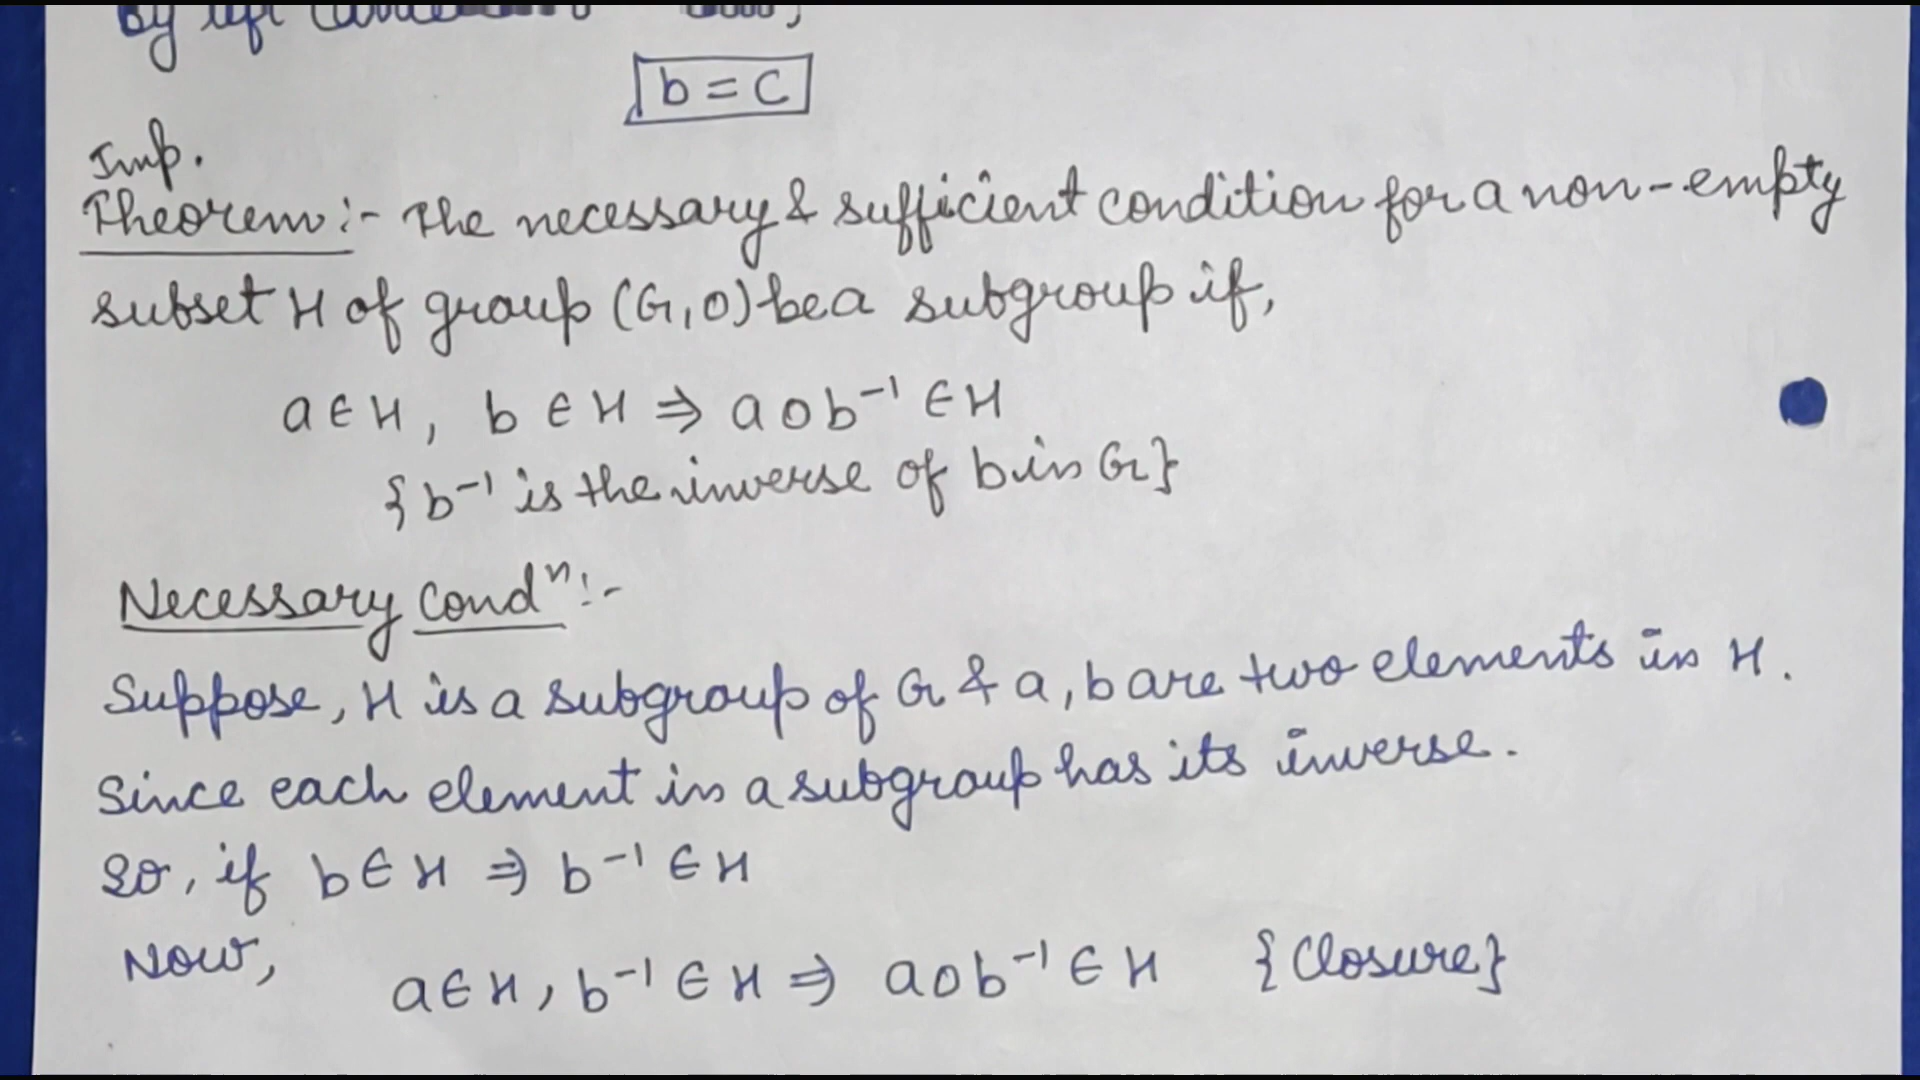 By left
b = c
Imp.
Theorem :- The necessary & sufficient condition for a non-empty
subset H of group (G, o) be a subgroup if,
a ∈ H, b ∈ H ⇒ a o b⁻¹ ∈ H
{b⁻¹ is the inverse of b in G}
Necessary Condⁿ :-
Suppose, H is a subgroup of G & a, b are two elements in H.
Since each element in a subgroup has its inverse.
So, if b ∈ H ⇒ b⁻¹ ∈ H
Now,
a ∈ H, b⁻¹ ∈ H ⇒ a o b⁻¹ ∈ H {Closure}